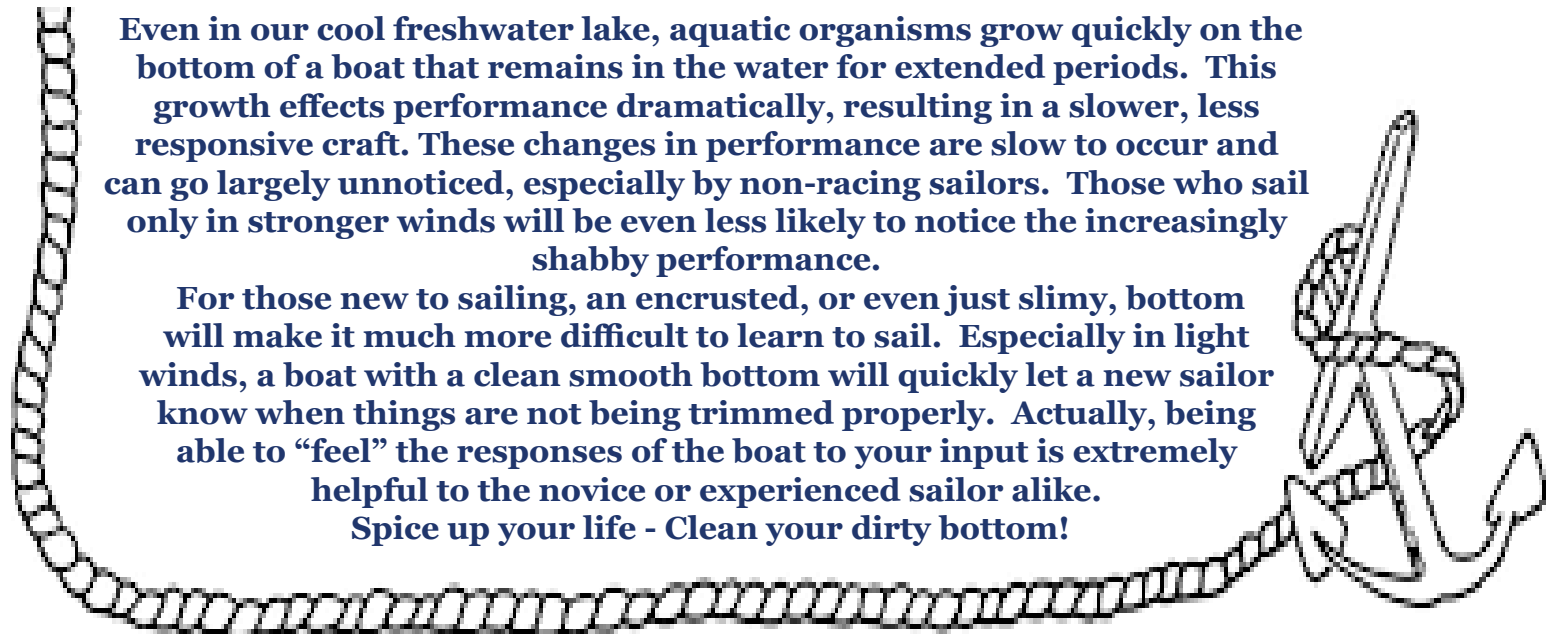 Even in our cool freshwater lake, aquatic organisms grow quickly on the
bottom of a boat that remains in the water for extended periods.  This
growth effects performance dramatically, resulting in a slower, less
responsive craft. These changes in performance are slow to occur and
can go largely unnoticed, especially by non-racing sailors.  Those who sail
only in stronger winds will be even less likely to notice the increasingly
shabby performance.
For those new to sailing, an encrusted, or even just slimy, bottom
will make it much more difficult to learn to sail.  Especially in light
winds, a boat with a clean smooth bottom will quickly let a new sailor
know when things are not being trimmed properly.  Actually, being
able to “feel” the responses of the boat to your input is extremely
helpful to the novice or experienced sailor alike.
Spice up your life - Clean your dirty bottom!